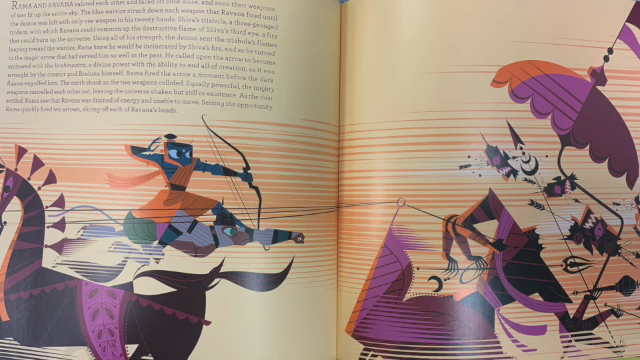 RAMA AND RAVANA saluted each other and faced off once more, and soon their weapons
of war lit up the entire sky. The blue warrior struck down each weapon that Ravana fired until
the demon was left with only one weapon in his twenty hands: Shiva's trishula, a three-pronged
trident, with which Ravana could summon up the destructive flame of Shiva's third eye, a fire
that could burn up the universe. Using all of his strength, the demon sent the trishula's flames
leaping toward the warrior. Rama knew he would be incinerated by Shiva's fire, and so he turned
to the magic arrow that had served him so well in the past. He called upon the arrow to become
endowed with the brahmastra, a divine power with the ability to end all of creation, as it was
wrought by the creator god Brahma himself. Rama fired the arrow a moment before the dark
flames engulfed him. The earth shook as the two weapons collided. Equally powerful, the mighty
weapons cancelled each other out, leaving the universe shaken but still in existence. As the dust
settled, Rama saw that Ravana was drained of energy and unable to move. Seizing the opportunity,
Rama quickly fired ten arrows, slicing off each of Ravana's heads.